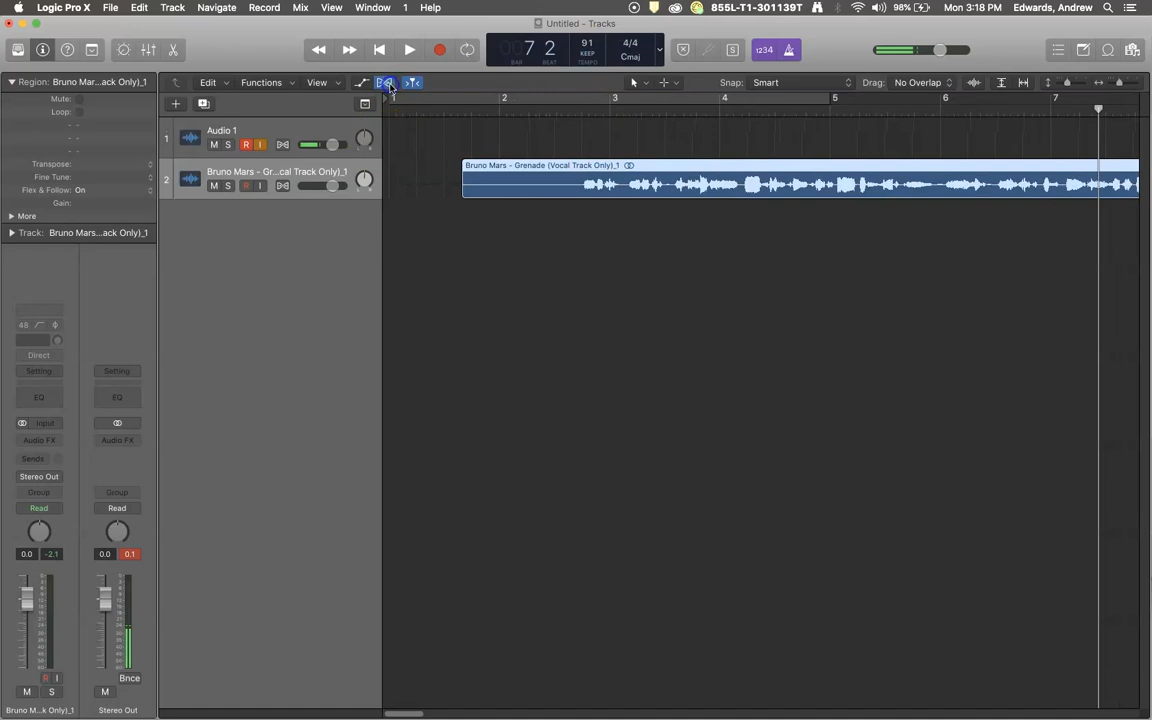 Logic Pro X File Edit Track Navigate Record Mix View Window 1 Help 855L-T1-301139T 98% Mon 3:18 PM Edwards, Andrew
Untitled - Tracks
007 2 91 4/4
KEEP
BAR BEAT TEMPO Cmaj
S 1234
Region: Bruno Mar...ack Only)_1
Edit Functions View Snap: Smart Drag: No Overlap
Mute:
Loop:
Transpose:
Fine Tune:
Flex & Follow: On
Gain:
More
Track: Bruno Mars...ack Only)_1
1 2 3 4 5 6 7
1 Audio 1
M S R I
2 Bruno Mars - Gr...cal Track Only)_1
M S R I
Bruno Mars - Grenade (Vocal Track Only)_1
48
Direct
Setting Setting
EQ EQ
Input
Audio FX Audio FX
Sends
Stereo Out
Group Group
Read Read
0.0 -2.1 0.0 0.1
R I Bnce
M S M
Bruno M...k Only)_1 Stereo Out